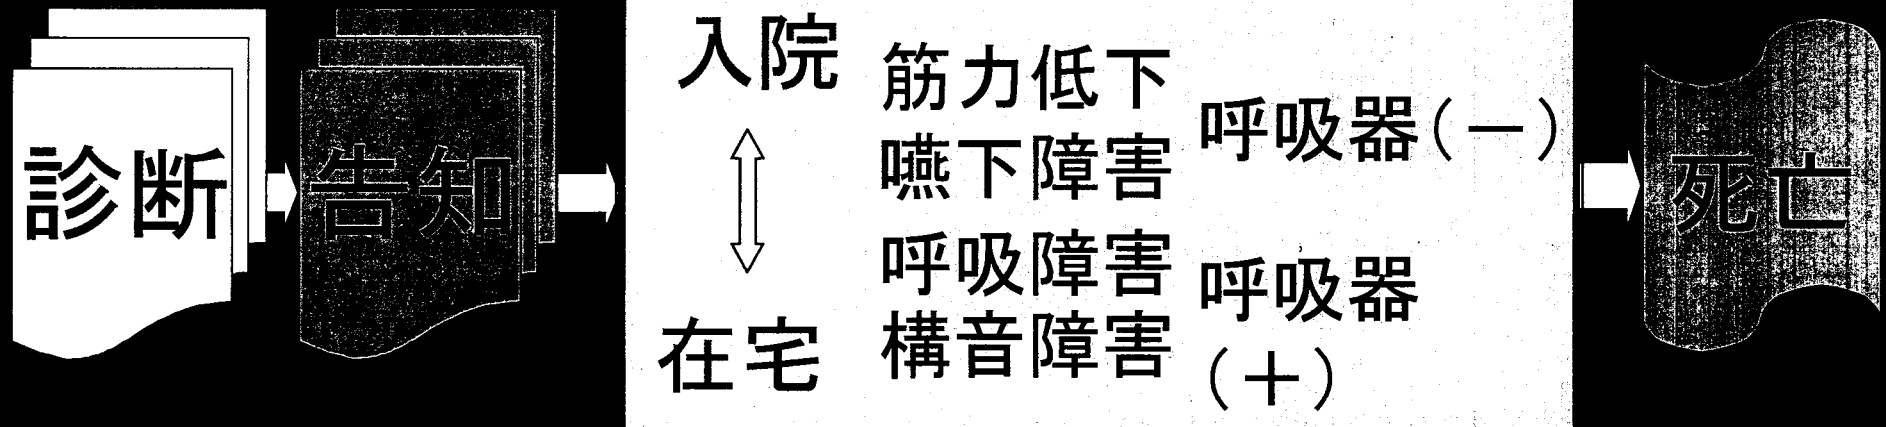 診断
告知
入院
在宅
筋力低下
嚥下障害
呼吸障害
構音障害
呼吸器(－)
呼吸器
(＋)
死亡